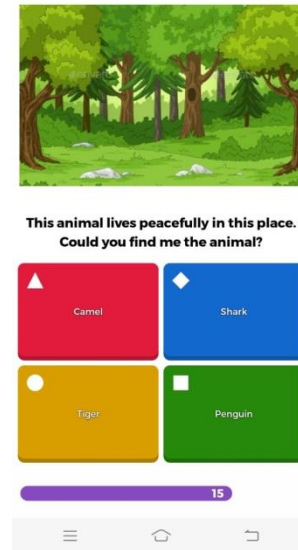 This animal lives peacefully in this place.
Could you find me the animal?
Camel
Shark
Tiger
Penguin
15